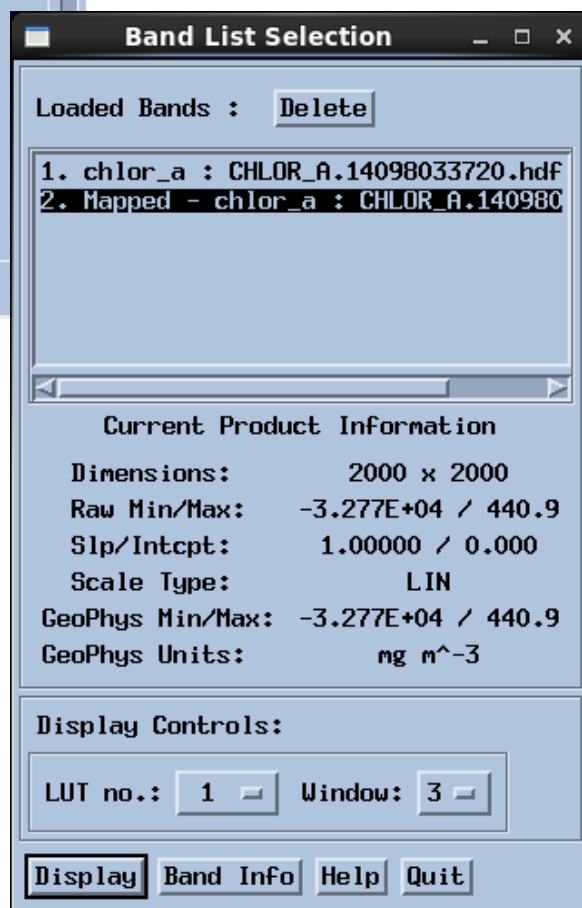 Band List Selection
Loaded Bands : Delete
1. chlor_a : CHLOR_A.14098033720.hdf
2. Mapped - chlor_a : CHLOR_A.140980
Current Product Information
Dimensions: 2000 x 2000
Raw Min/Max: -3.277E+04 / 440.9
Slp/Intcpt: 1.00000 / 0.000
Scale Type: LIN
GeoPhys Min/Max: -3.277E+04 / 440.9
GeoPhys Units: mg m^-3
Display Controls:
LUT no.: 1 Window: 3
Display Band Info Help Quit